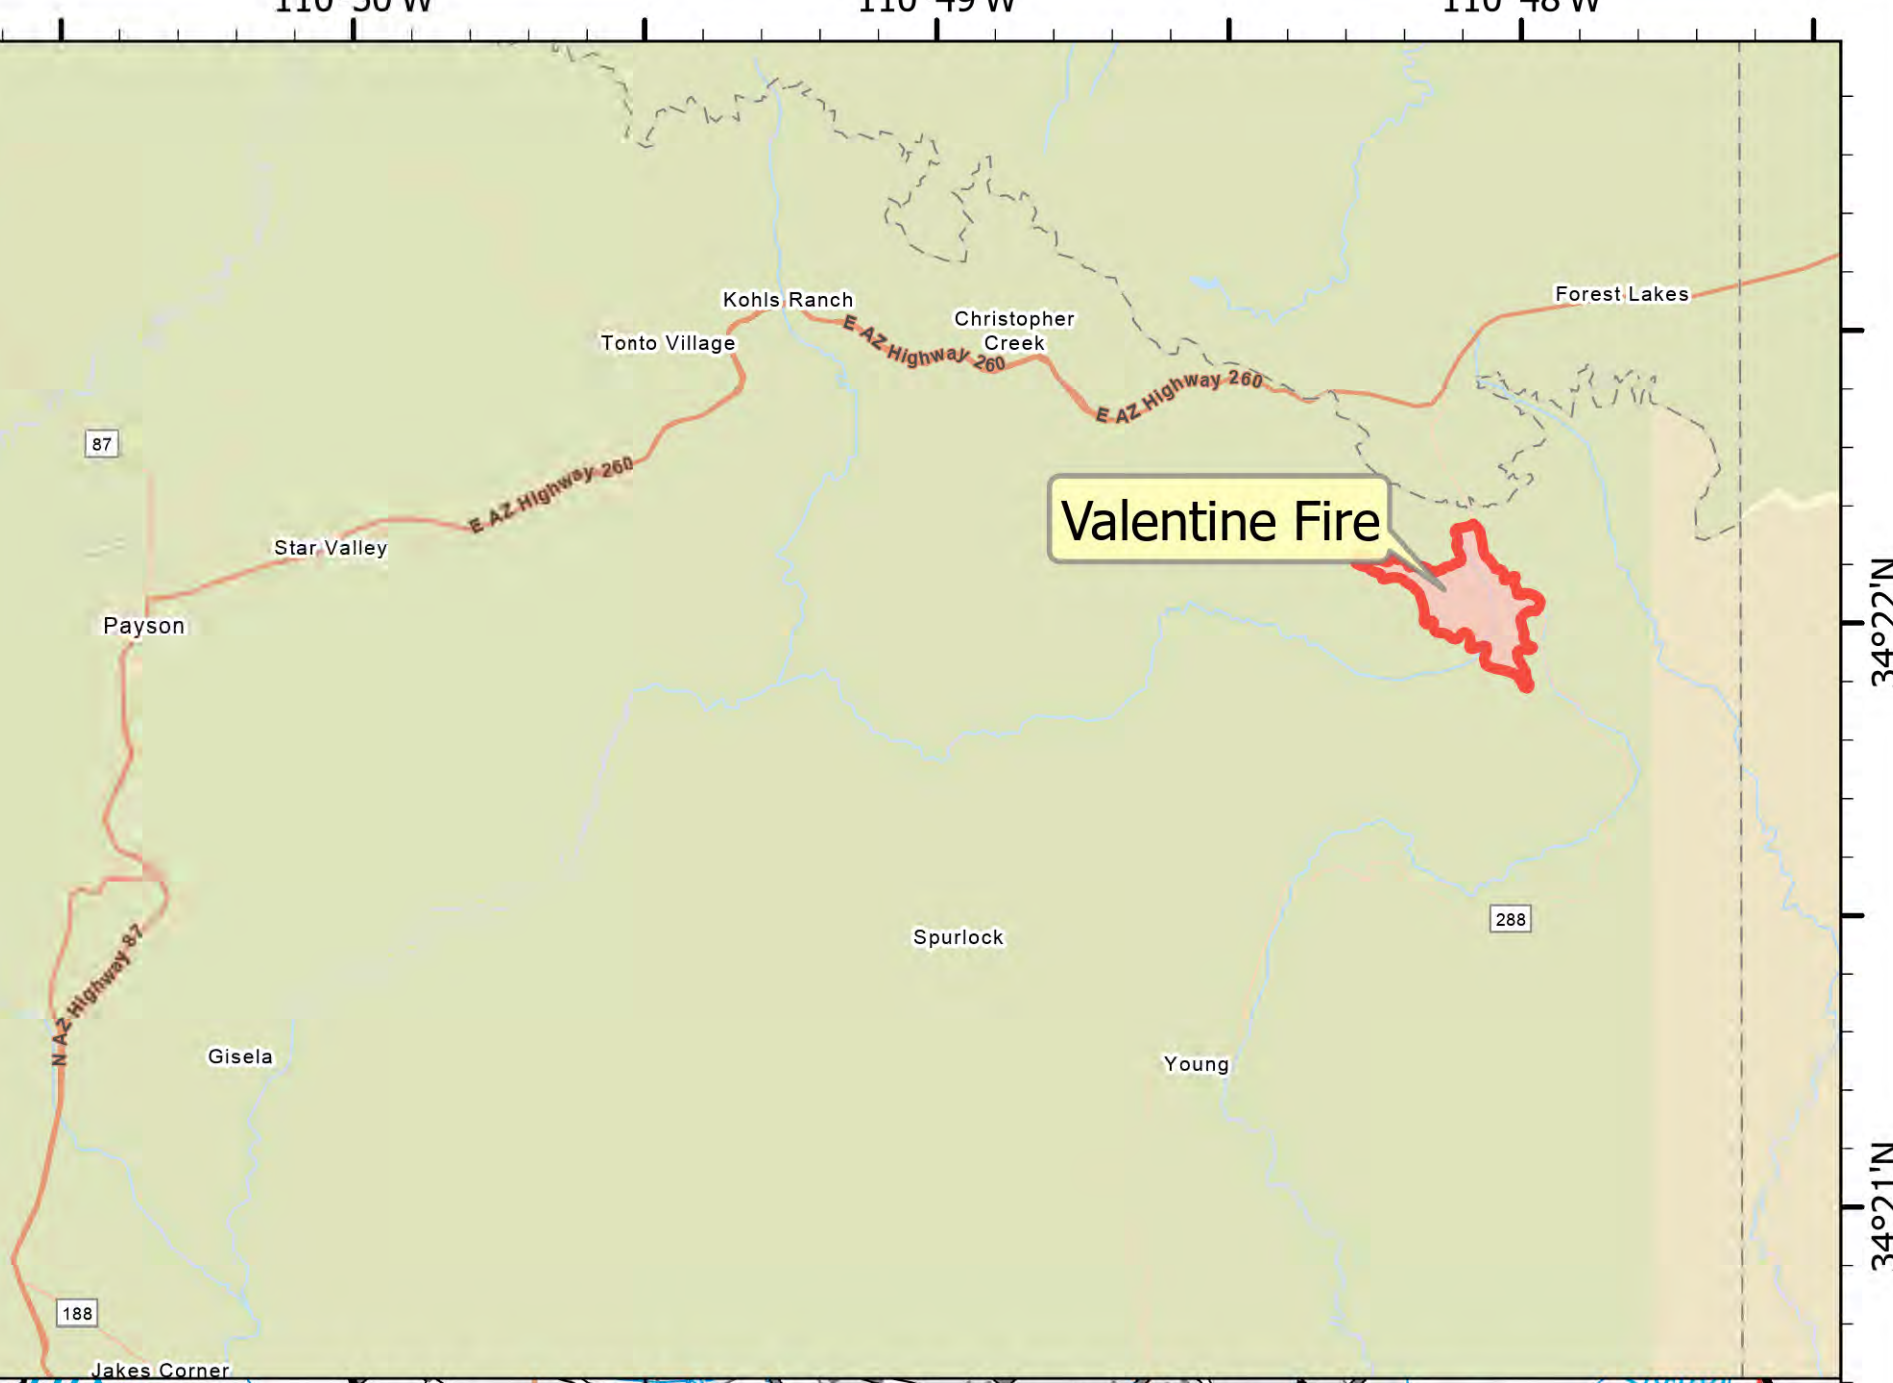 110°50'W
110°49'W
110°48'W
Kohls Ranch
Forest Lakes
Christopher
Creek
Tonto Village
E AZ Highway 260
E AZ Highway 260
87
E AZ Highway 260
Valentine Fire
Star Valley
34°22'N
Payson
288
Spurlock
N AZ Highway 87
Gisela
Young
34°21'N
188
Jakes Corner